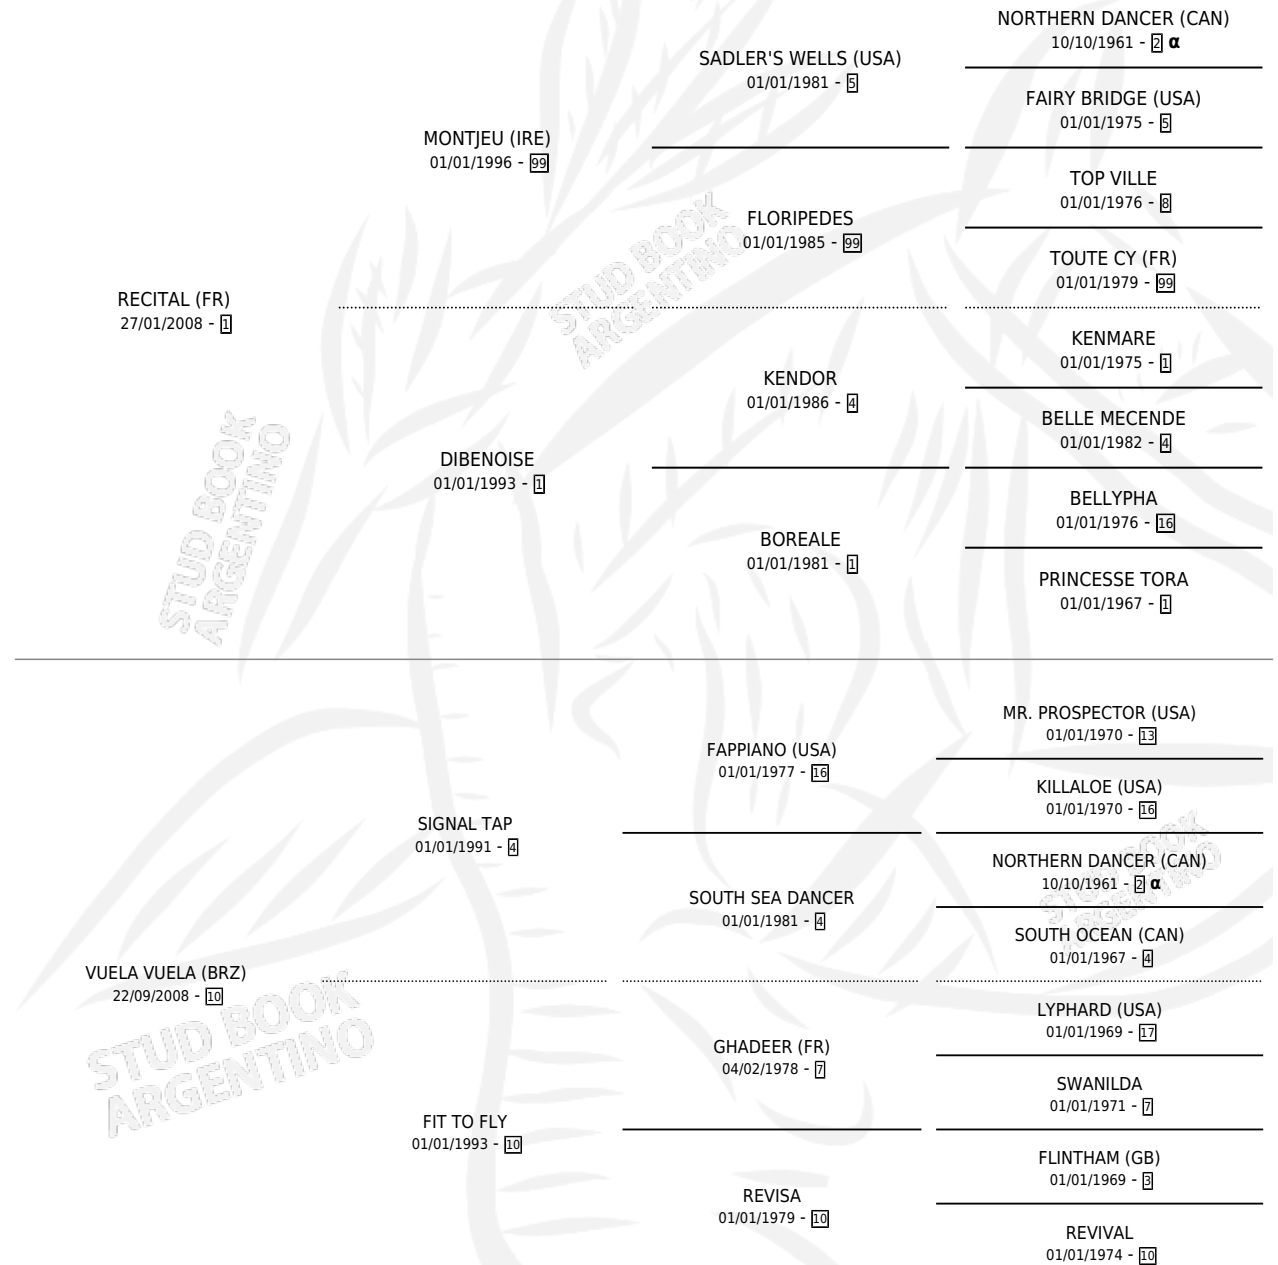 NORTHERN DANCER (CAN)
10/10/1961 - 2 α
SADLER'S WELLS (USA)
01/01/1981 - 5
FAIRY BRIDGE (USA)
01/01/1975 - 5
MONTJEU (IRE)
01/01/1996 - 99
TOP VILLE
01/01/1976 - 8
FLORIPEDES
01/01/1985 - 99
TOUTE CY (FR)
01/01/1979 - 99
RECITAL (FR)
27/01/2008 - 1
KENMARE
01/01/1975 - 1
KENDOR
01/01/1986 - 4
BELLE MECENDE
01/01/1982 - 4
DIBENOISE
01/01/1993 - 1
BELLYPHA
01/01/1976 - 16
BOREALE
01/01/1981 - 1
PRINCESSE TORA
01/01/1967 - 1
MR. PROSPECTOR (USA)
01/01/1970 - 13
FAPPIANO (USA)
01/01/1977 - 16
KILLALOE (USA)
01/01/1970 - 16
SIGNAL TAP
01/01/1991 - 4
NORTHERN DANCER (CAN)
10/10/1961 - 2 α
SOUTH SEA DANCER
01/01/1981 - 4
SOUTH OCEAN (CAN)
01/01/1967 - 4
VUELA VUELA (BRZ)
22/09/2008 - 10
LYPHARD (USA)
01/01/1969 - 17
GHADEER (FR)
04/02/1978 - 7
SWANILDA
01/01/1971 - 7
FIT TO FLY
01/01/1993 - 10
FLINTHAM (GB)
01/01/1969 - 3
REVISA
01/01/1979 - 10
REVIVAL
01/01/1974 - 10
STUD BOOK
ARGENTINO
STUD BOOK
ARGENTINO
STUD BOOK
ARGENTINO
STUD BOOK
ARGENTINO